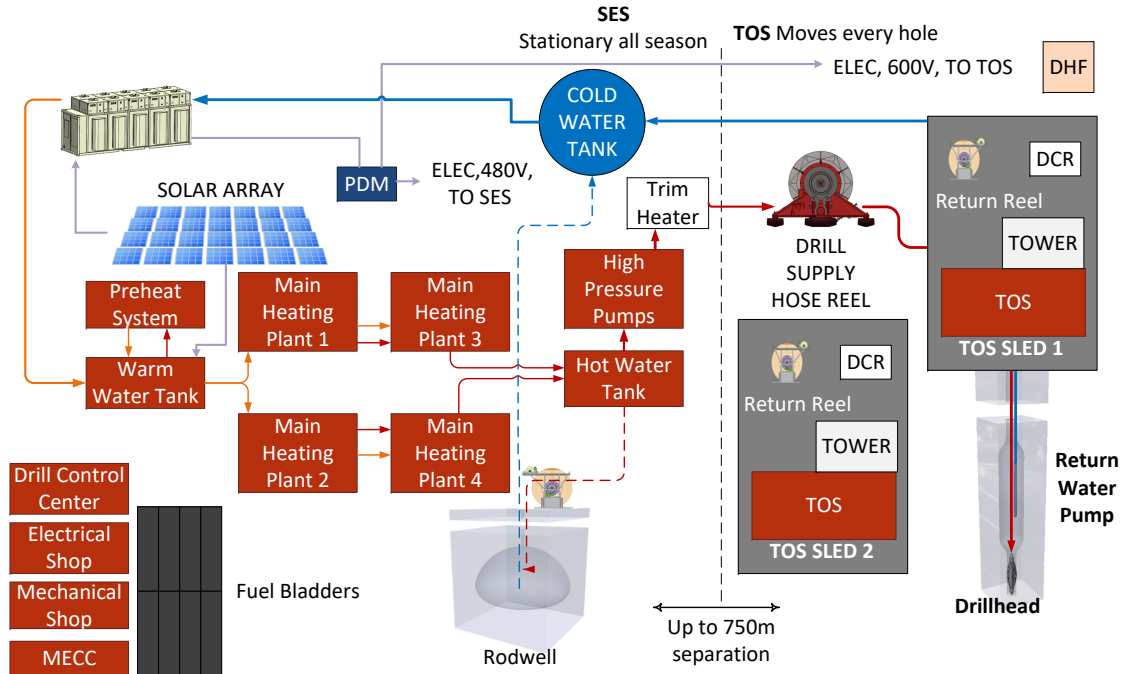 SES
Stationary all season
TOS Moves every hole
ELEC, 600V, TO TOS
DHF
COLD
WATER
TANK
PDM
ELEC,480V,
TO SES
SOLAR ARRAY
Trim
Heater
DRILL
SUPPLY
HOSE REEL
DCR
Return Reel
TOWER
TOS
TOS SLED 1
Preheat
System
Warm
Water Tank
Main
Heating
Plant 1
Main
Heating
Plant 3
Main
Heating
Plant 2
Main
Heating
Plant 4
High
Pressure
Pumps
Hot Water
Tank
DCR
Return Reel
TOWER
TOS
TOS SLED 2
Return
Water
Pump
Drillhead
Drill Control
Center
Electrical
Shop
Mechanical
Shop
MECC
Fuel Bladders
Rodwell
Up to 750m
separation